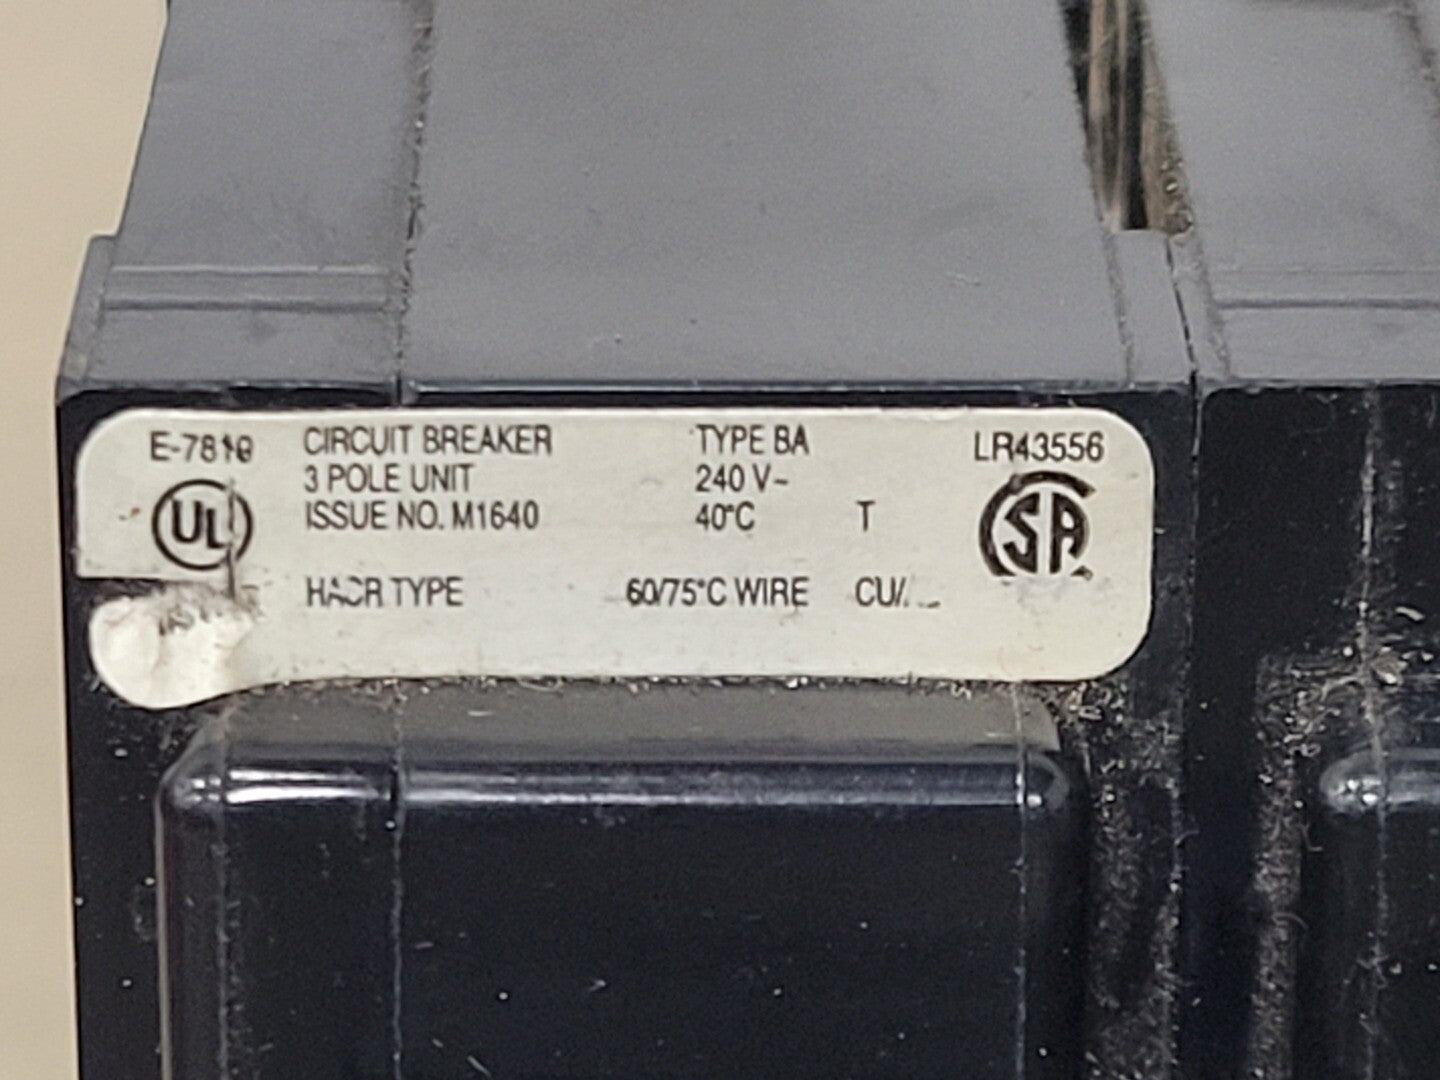 CIRCUIT BREAKER TYPE BA LR43556
3 POLE UNIT 240 V~
ISSUE NO. M1640 40°C T
UL SA
HACR TYPE 60/75°C WIRE CU/